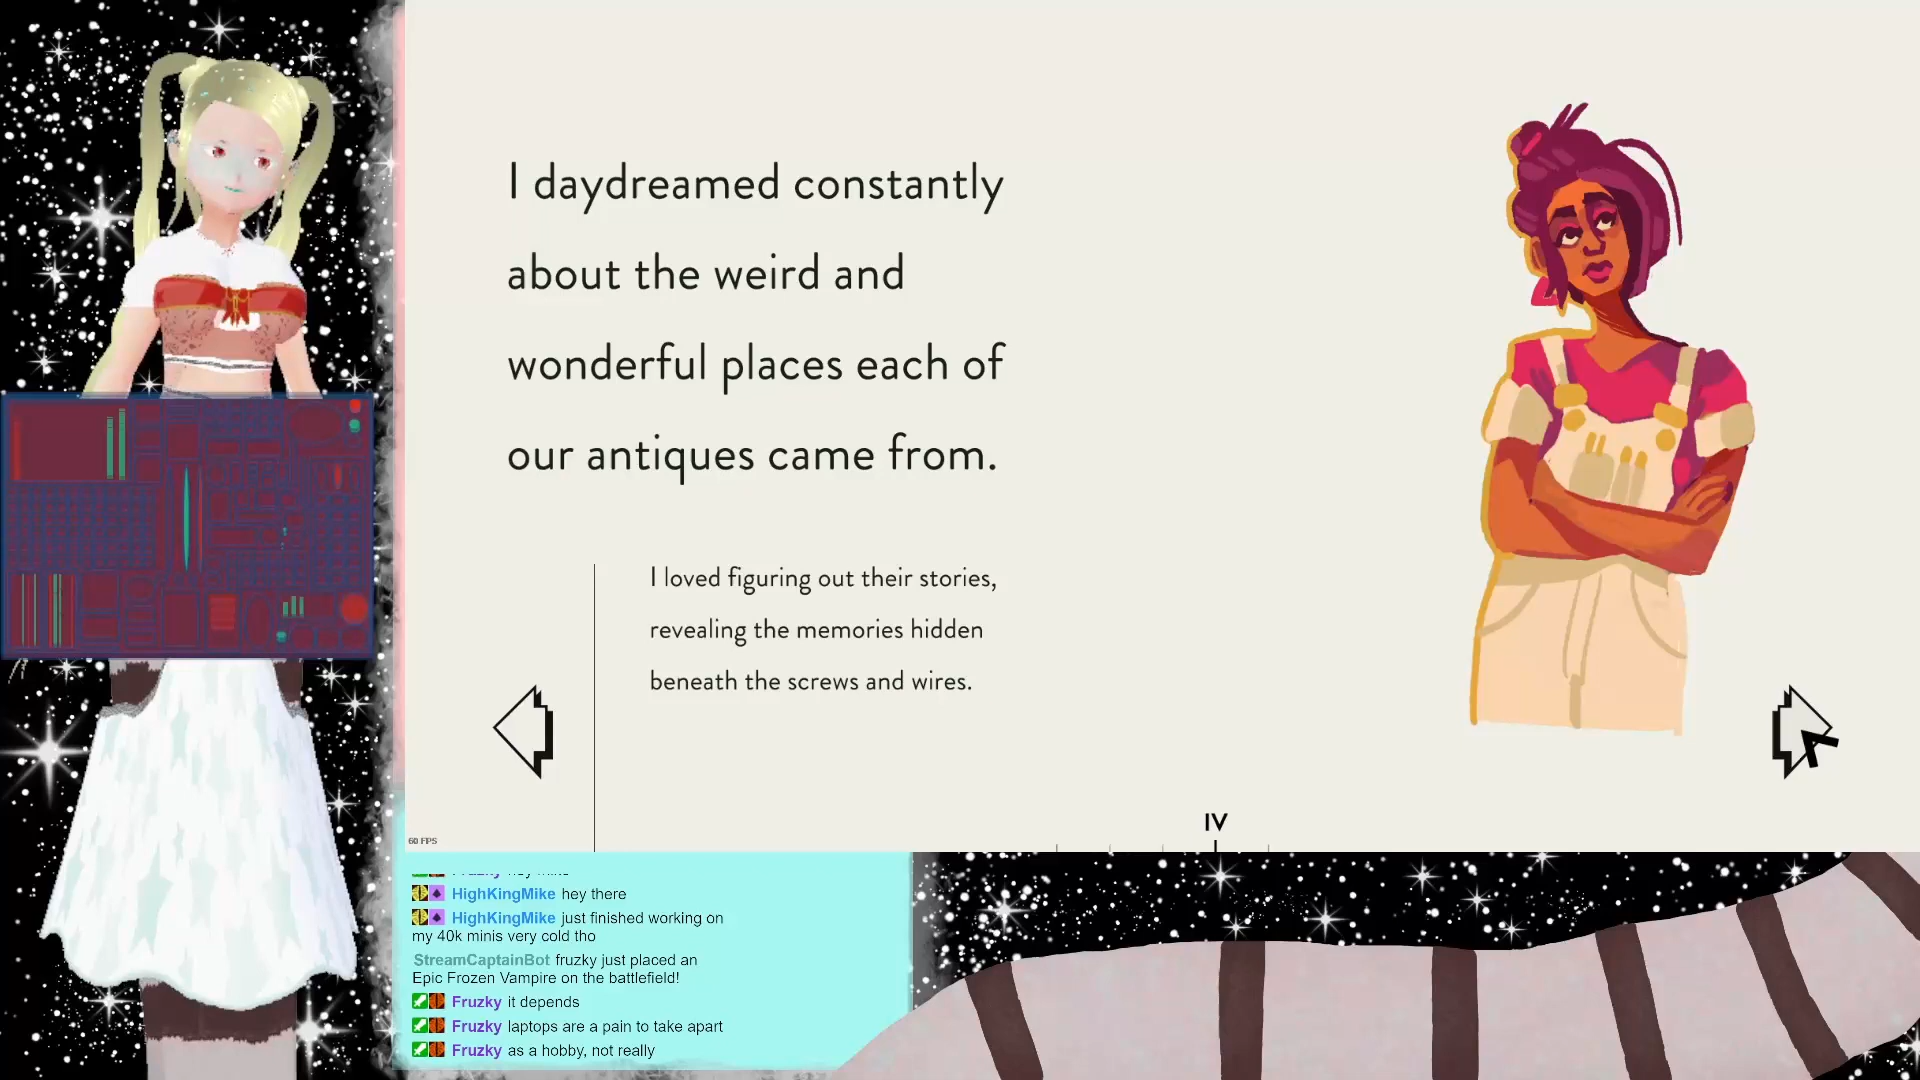 I daydreamed constantly
about the weird and
wonderful places each of
our antiques came from.
I loved figuring out their stories,
revealing the memories hidden
beneath the screws and wires.
IV
60 FPS
HighKingMike hey there
HighKingMike just finished working on
my 40k minis very cold tho
StreamCaptainBot fruzky just placed an
Epic Frozen Vampire on the battlefield!
Fruzky it depends
Fruzky laptops are a pain to take apart
Fruzky as a hobby, not really